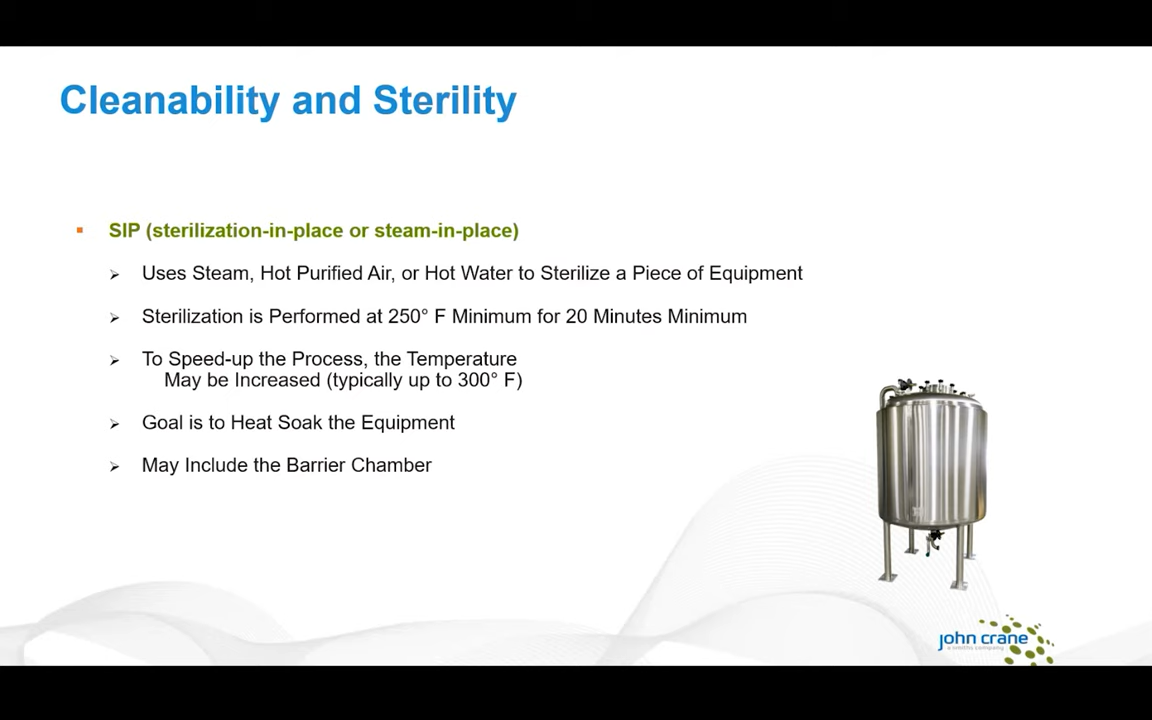 Cleanability and Sterility
SIP (sterilization-in-place or steam-in-place)
Uses Steam, Hot Purified Air, or Hot Water to Sterilize a Piece of Equipment
Sterilization is Performed at 250° F Minimum for 20 Minutes Minimum
To Speed-up the Process, the Temperature
May be Increased (typically up to 300° F)
Goal is to Heat Soak the Equipment
May Include the Barrier Chamber
john crane
a smiths company